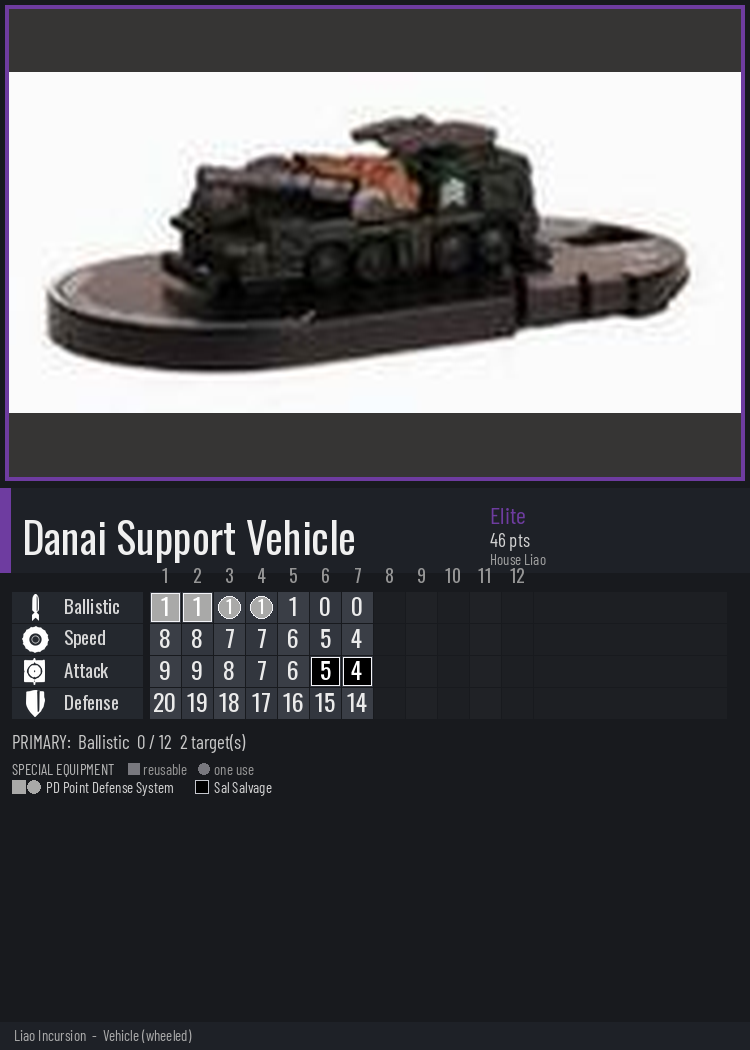 Danai Support Vehicle
Elite
46 pts
House Liao
1 2 3 4 5 6 7 8 9 10 11 12
Ballistic 1 1 1 1 1 0 0
Speed 8 8 7 7 6 5 4
Attack 9 9 8 7 6 5 4
Defense 20 19 18 17 16 15 14
PRIMARY: Ballistic 0 / 12 2 target(s)
SPECIAL EQUIPMENT reusable one use
PD Point Defense System Sal Salvage
Liao Incursion - Vehicle (wheeled)